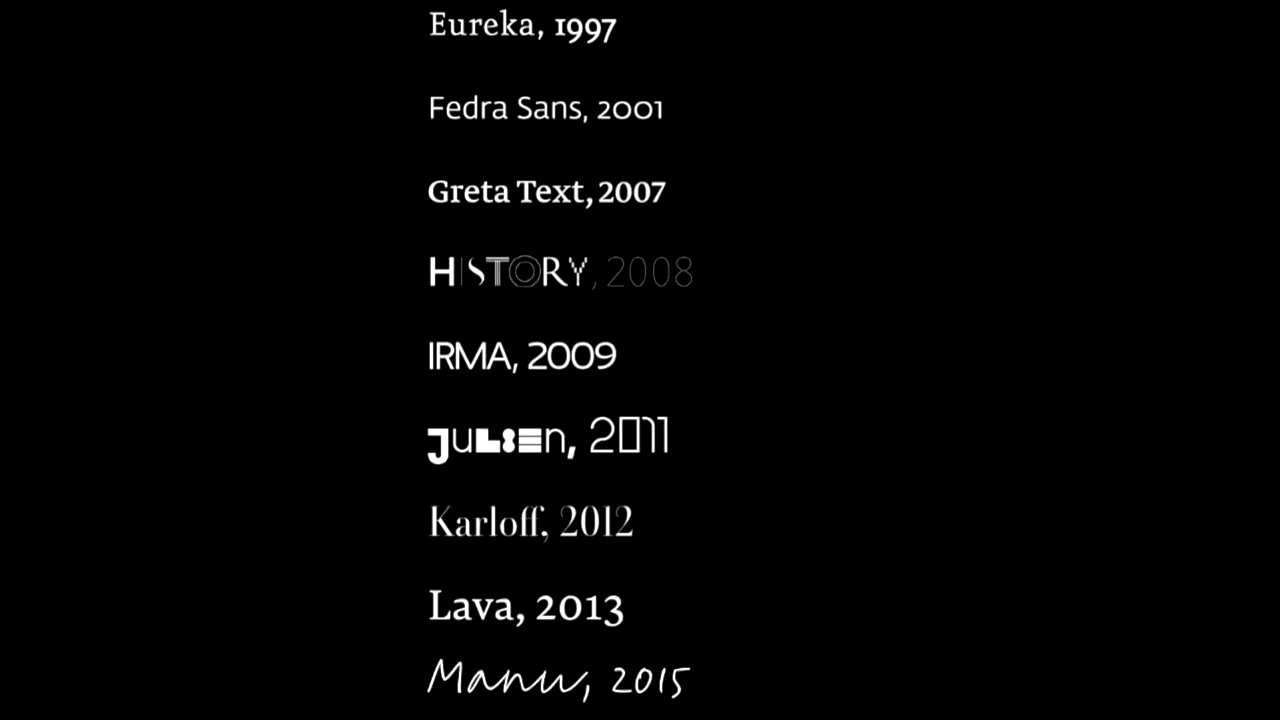 Eureka, 1997
Fedra Sans, 2001
Greta Text, 2007
HISTORY, 2008
IRMA, 2009
Julien, 2011
Karloff, 2012
Lava, 2013
Manu, 2015